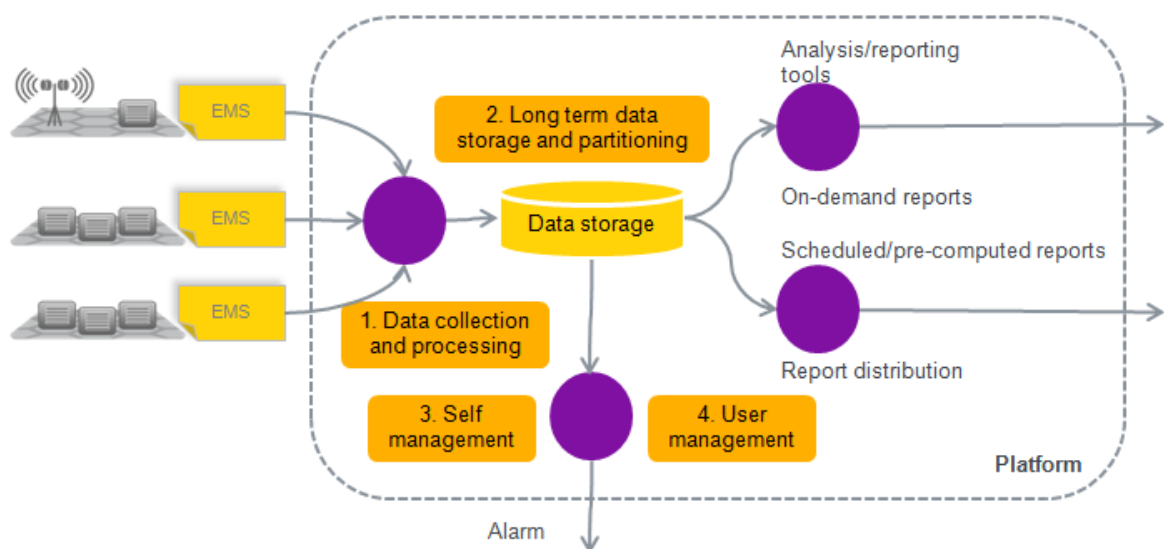 Analysis/reporting
tools
EMS
2. Long term data
storage and partitioning
On-demand reports
EMS
Data storage
Scheduled/pre-computed reports
EMS
1. Data collection
and processing
Report distribution
3. Self
management
4. User
management
Platform
Alarm